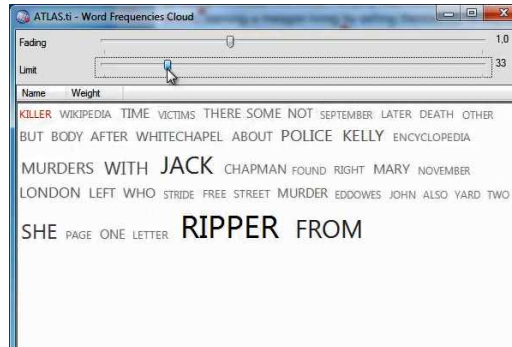 ATLAS.ti - Word Frequencies Cloud
Fading 1,0
Limit 33
Name Weight
KILLER WIKIPEDIA TIME VICTIMS THERE SOME NOT SEPTEMBER LATER DEATH OTHER
BUT BODY AFTER WHITECHAPEL ABOUT POLICE KELLY ENCYCLOPEDIA
MURDERS WITH JACK CHAPMAN FOUND RIGHT MARY NOVEMBER
LONDON LEFT WHO STRIDE FREE STREET MURDER EDDOWES JOHN ALSO YARD TWO
SHE PAGE ONE LETTER RIPPER FROM